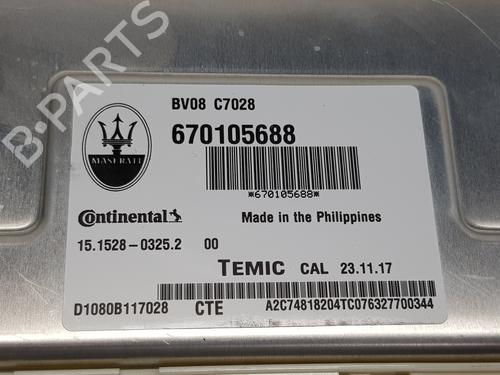 B-PARTS
BV08 C7028
670105688
MASERATI
*670105688*
Continental
Made in the Philippines
15.1528-0325.2 00
TEMIC CAL 23.11.17
D1080B117028 CTE A2C74818204TC076327700344